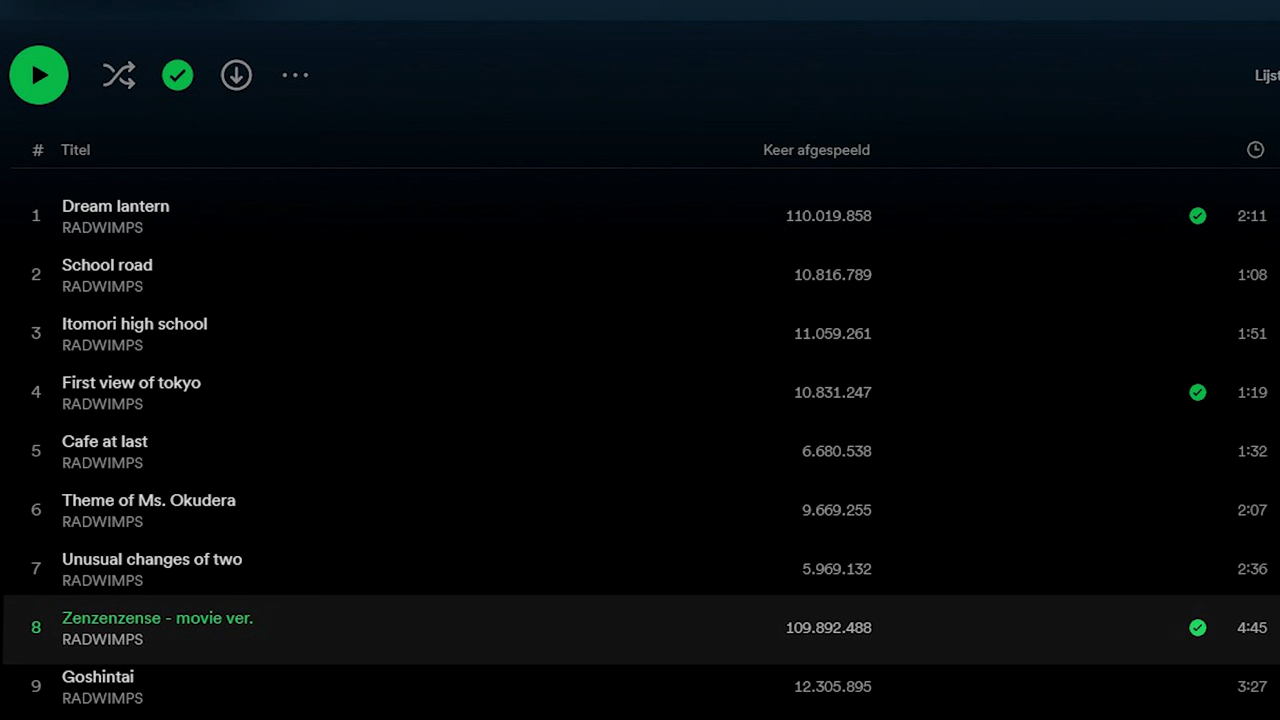 Lijst
# Titel Keer afgespeeld
1 Dream lantern 110.019.858 2:11
RADWIMPS
2 School road 10.816.789 1:08
RADWIMPS
3 Itomori high school 11.059.261 1:51
RADWIMPS
4 First view of tokyo 10.831.247 1:19
RADWIMPS
5 Cafe at last 6.680.538 1:32
RADWIMPS
6 Theme of Ms. Okudera 9.669.255 2:07
RADWIMPS
7 Unusual changes of two 5.969.132 2:36
RADWIMPS
8 Zenzenzense - movie ver. 109.892.488 4:45
RADWIMPS
9 Goshintai 12.305.895 3:27
RADWIMPS